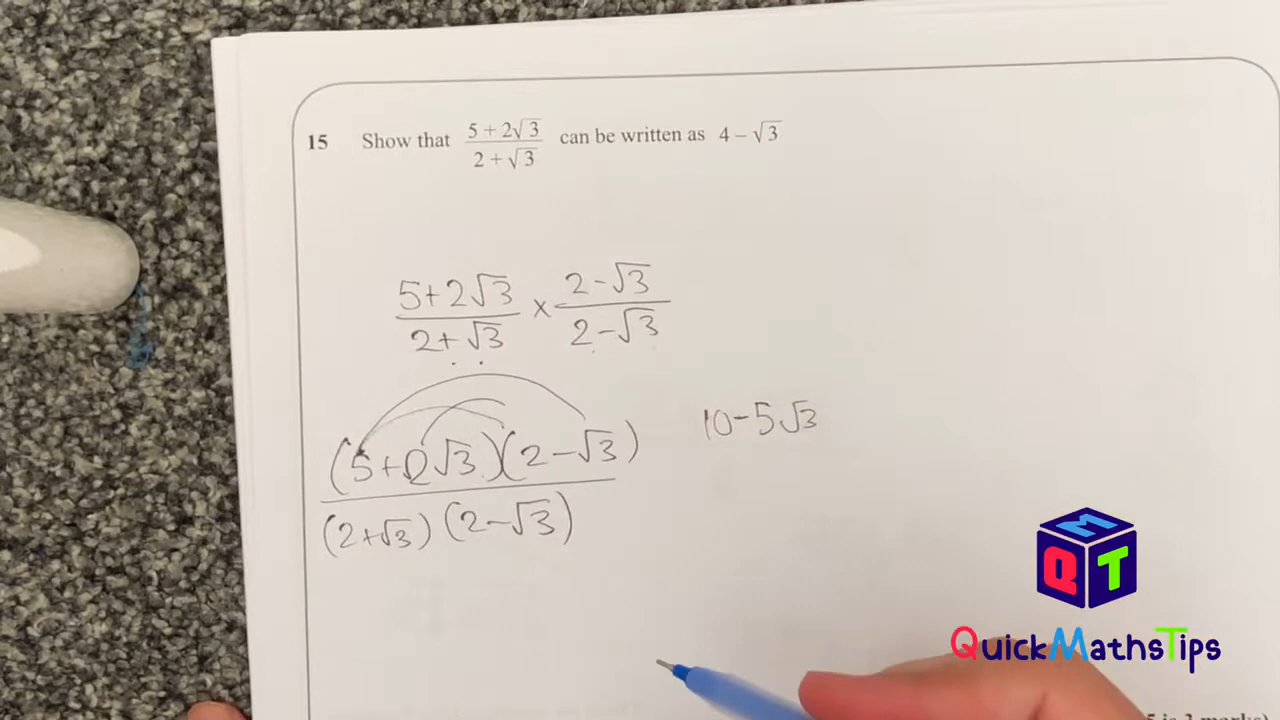 15 Show that (5 + 2√3)/(2 + √3) can be written as 4 – √3
(5+2√3)/(2+√3) × (2-√3)/(2-√3)
(5+2√3)(2-√3) 10-5√3
(2+√3)(2-√3)
M
Q T
QuickMathsTips